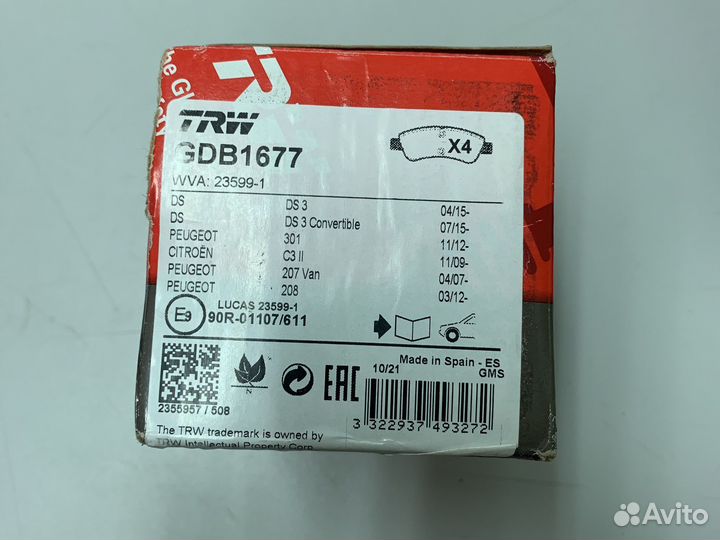 he Gl
TRW
GDB1677
X4
WVA: 23599-1
DS DS 3 04/15-
DS DS 3 Convertible 07/15-
PEUGEOT 301 11/12-
CITROËN C3 II 11/09-
PEUGEOT 207 Van 04/07-
PEUGEOT 208 03/12-
LUCAS 23599-1
E9 90R-01107/611
Made in Spain - ES
10/21 GMS
N
EAC
2355957 / 508
3 322937 493272
The TRW trademark is owned by
TRW Intellectual Property Corp.
Avito